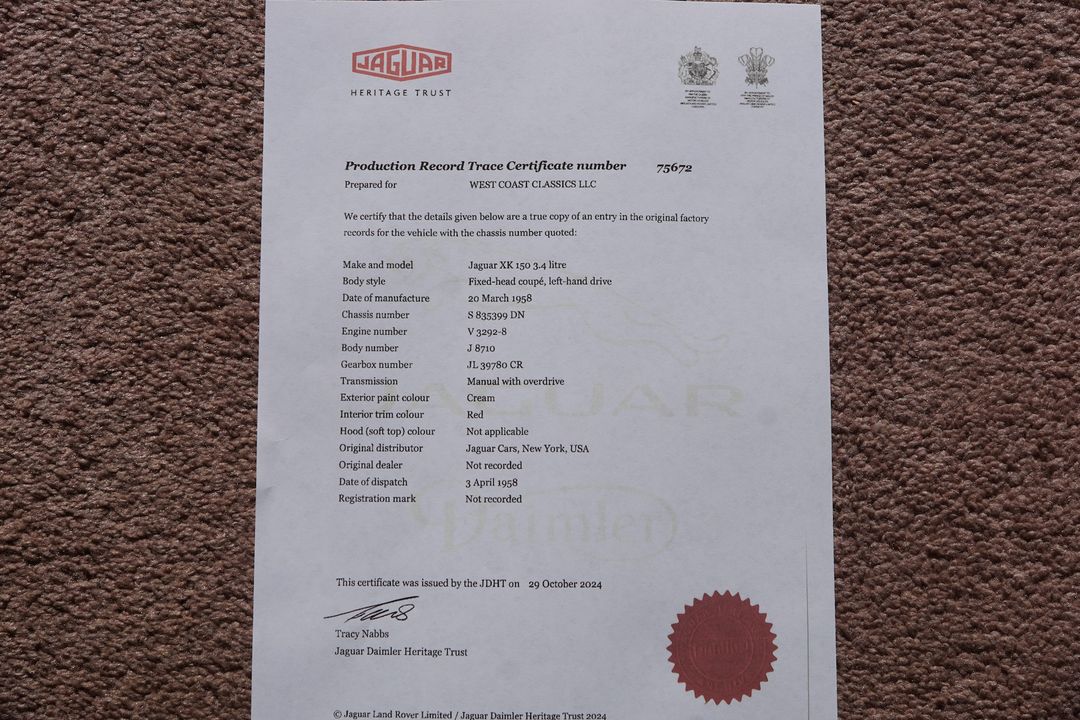 JAGUAR
HERITAGE TRUST
Production Record Trace Certificate number 75672
Prepared for WEST COAST CLASSICS LLC
We certify that the details given below are a true copy of an entry in the original factory
records for the vehicle with the chassis number quoted:
Make and model Jaguar XK 150 3.4 litre
Body style Fixed-head coupé, left-hand drive
Date of manufacture 20 March 1958
Chassis number S 835399 DN
Engine number V 3292-8
Body number J 8710
Gearbox number JL 39780 CR
Transmission Manual with overdrive
Exterior paint colour Cream
Interior trim colour Red
Hood (soft top) colour Not applicable
Original distributor Jaguar Cars, New York, USA
Original dealer Not recorded
Date of dispatch 3 April 1958
Registration mark Not recorded
JAGUAR
Daimler
This certificate was issued by the JDHT on 29 October 2024
Tracy Nabbs
Jaguar Daimler Heritage Trust
© Jaguar Land Rover Limited / Jaguar Daimler Heritage Trust 2024